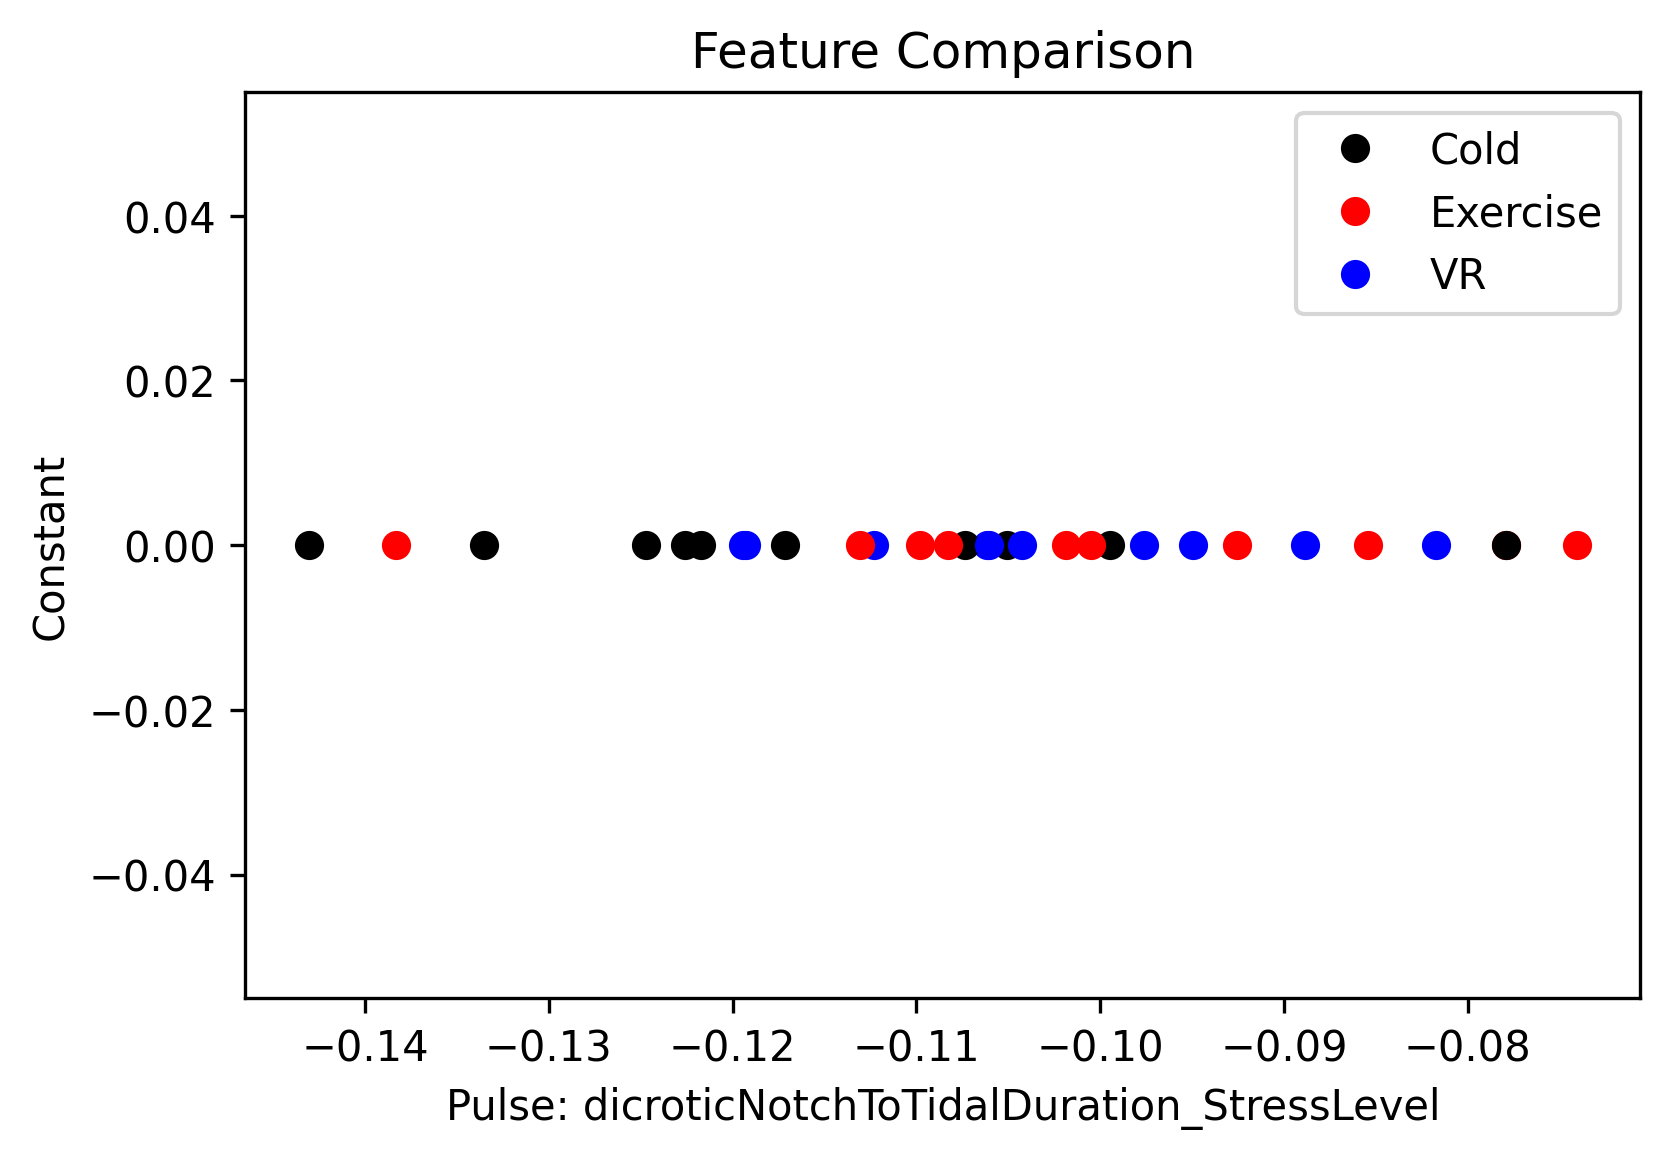 Feature Comparison
Cold
Exercise
VR
0.04
0.02
0.00
−0.02
−0.04
Constant
−0.14
−0.13
−0.12
−0.11
−0.10
−0.09
−0.08
Pulse: dicroticNotchToTidalDuration_StressLevel